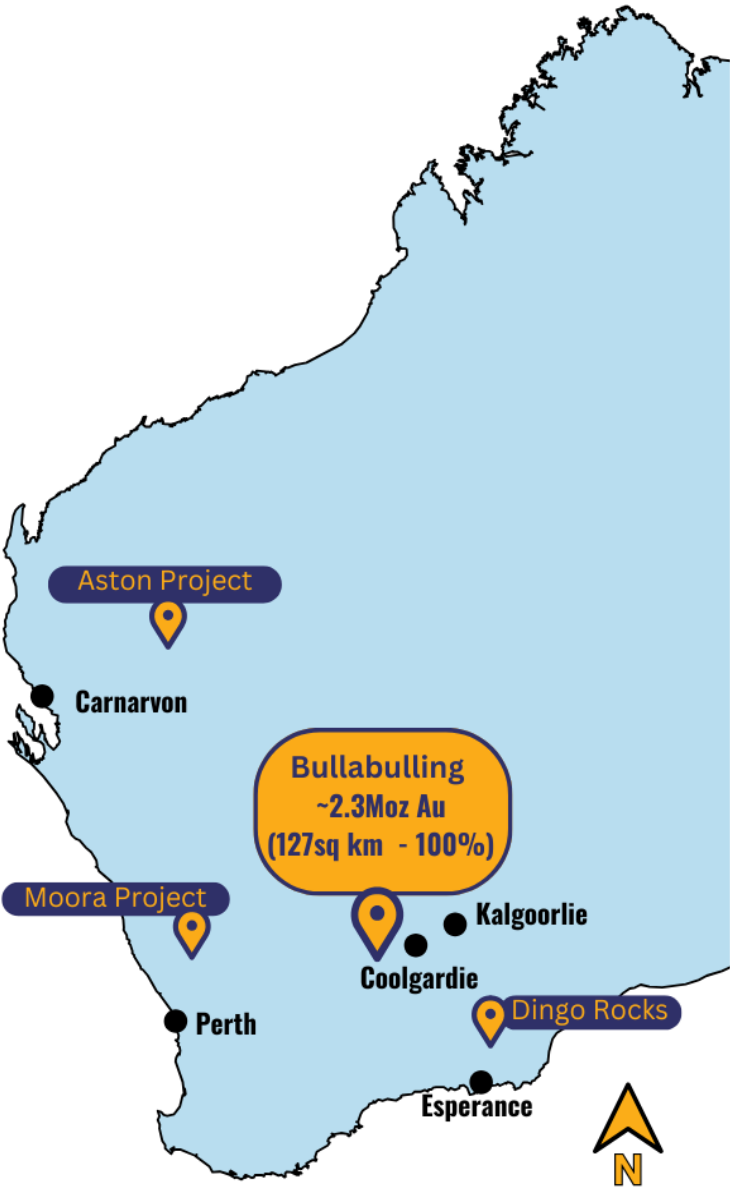 Aston Project
Carnarvon
Bullabulling
~2.3Moz Au
(127sq km - 100%)
Moora Project
Kalgoorlie
Coolgardie
Perth
Dingo Rocks
Esperance
N